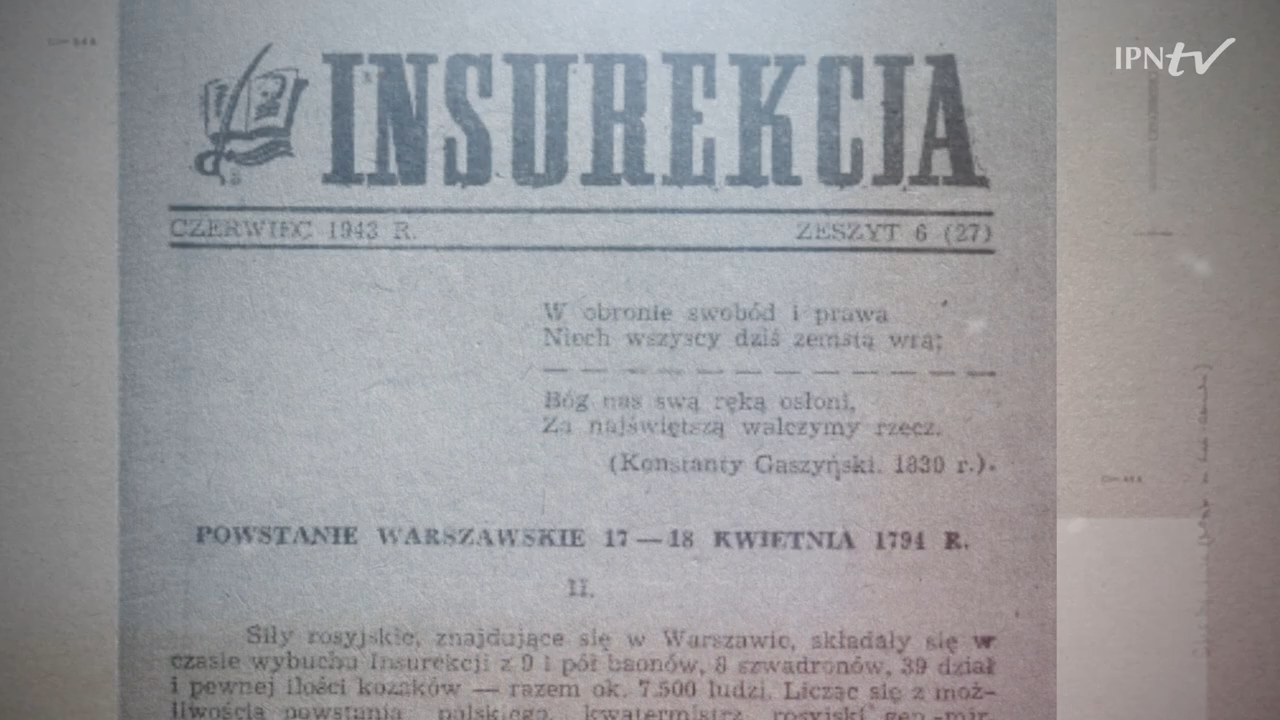 IPNtv
INSUREKCJA
CZERWIEC 1943 R.
ZESZYT 6 (27)
W obronie swobód i prawa
Niech wszyscy dziś zemstą wrą;
Bóg nas swą ręką osłoni,
Za najświętszą walczymy rzecz.
(Konstanty Gaszyński. 1830 r.).
POWSTANIE WARSZAWSKIE 17—18 KWIETNIA 1794 R.
II.
Siły rosyjskie, znajdujące się w Warszawie, składały się w
czasie wybuchu Insurekcji z 9 i pół baonów, 8 szwadronów, 39 dział
i pewnej ilości kozaków — razem ok. 7.500 ludzi. Licząc się z moż-
liwością powstania polskiego, kwatermistrz rosyjski gen.-mjr.